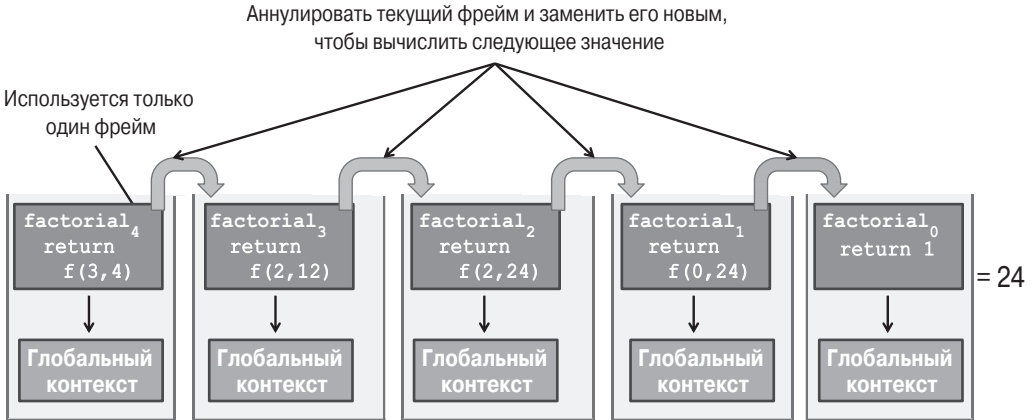 Аннулировать текущий фрейм и заменить его новым,
чтобы вычислить следующее значение
Используется только
один фрейм
factorial₄
return
f(3,4)
factorial₃
return
f(2,12)
factorial₂
return
f(2,24)
factorial₁
return
f(0,24)
factorial₀
return 1
= 24
Глобальный
контекст
Глобальный
контекст
Глобальный
контекст
Глобальный
контекст
Глобальный
контекст